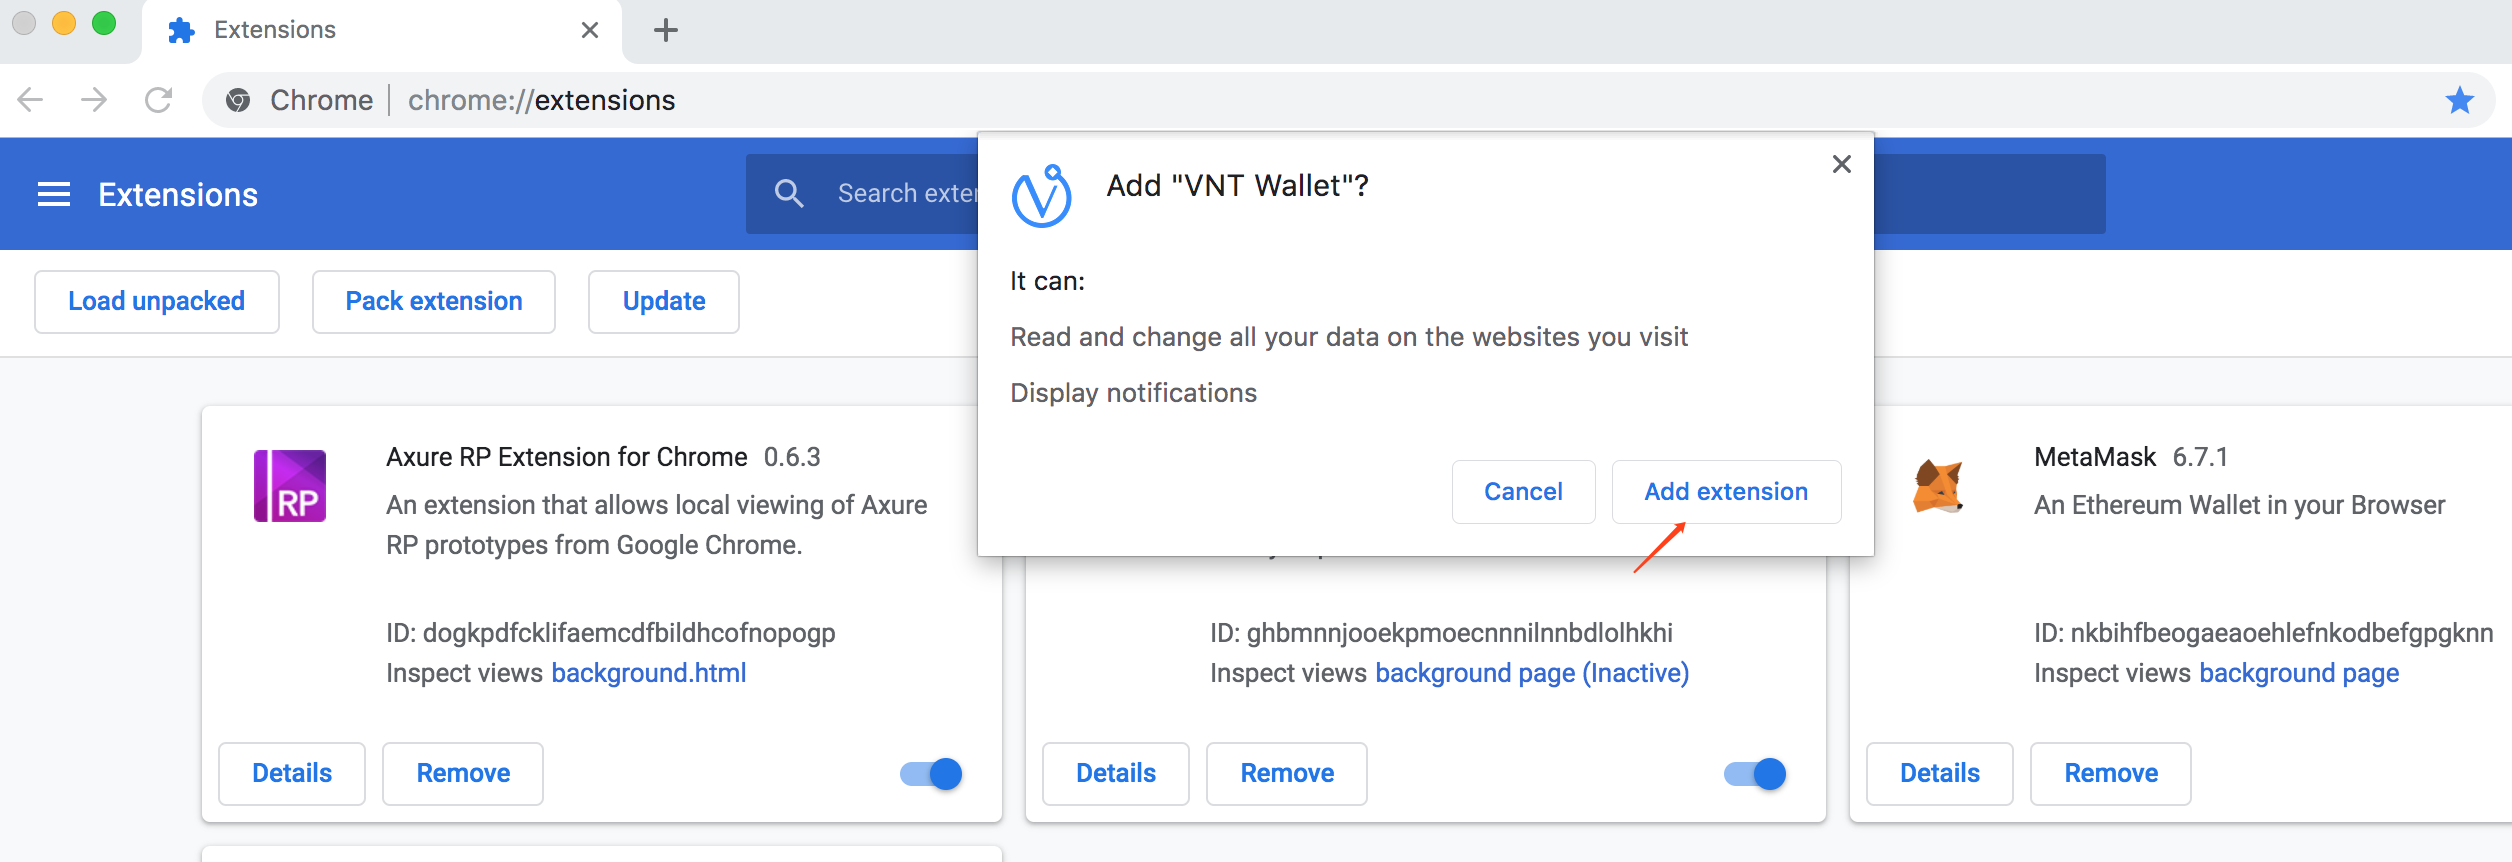 Extensions
Chrome chrome://extensions
Extensions
Search exte
Add "VNT Wallet"?
It can:
Read and change all your data on the websites you visit
Display notifications
Cancel
Add extension
Load unpacked
Pack extension
Update
RP
Axure RP Extension for Chrome 0.6.3
An extension that allows local viewing of Axure
RP prototypes from Google Chrome.
ID: dogkpdfcklifaemcdfbildhcofnopogp
Inspect views background.html
Details
Remove
ID: ghbmnnjooekpmoecnnnilnnbdlolhkhi
Inspect views background page (Inactive)
Details
Remove
MetaMask 6.7.1
An Ethereum Wallet in your Browser
ID: nkbihfbeogaeaoehlefnkodbefgpgknn
Inspect views background page
Details
Remove